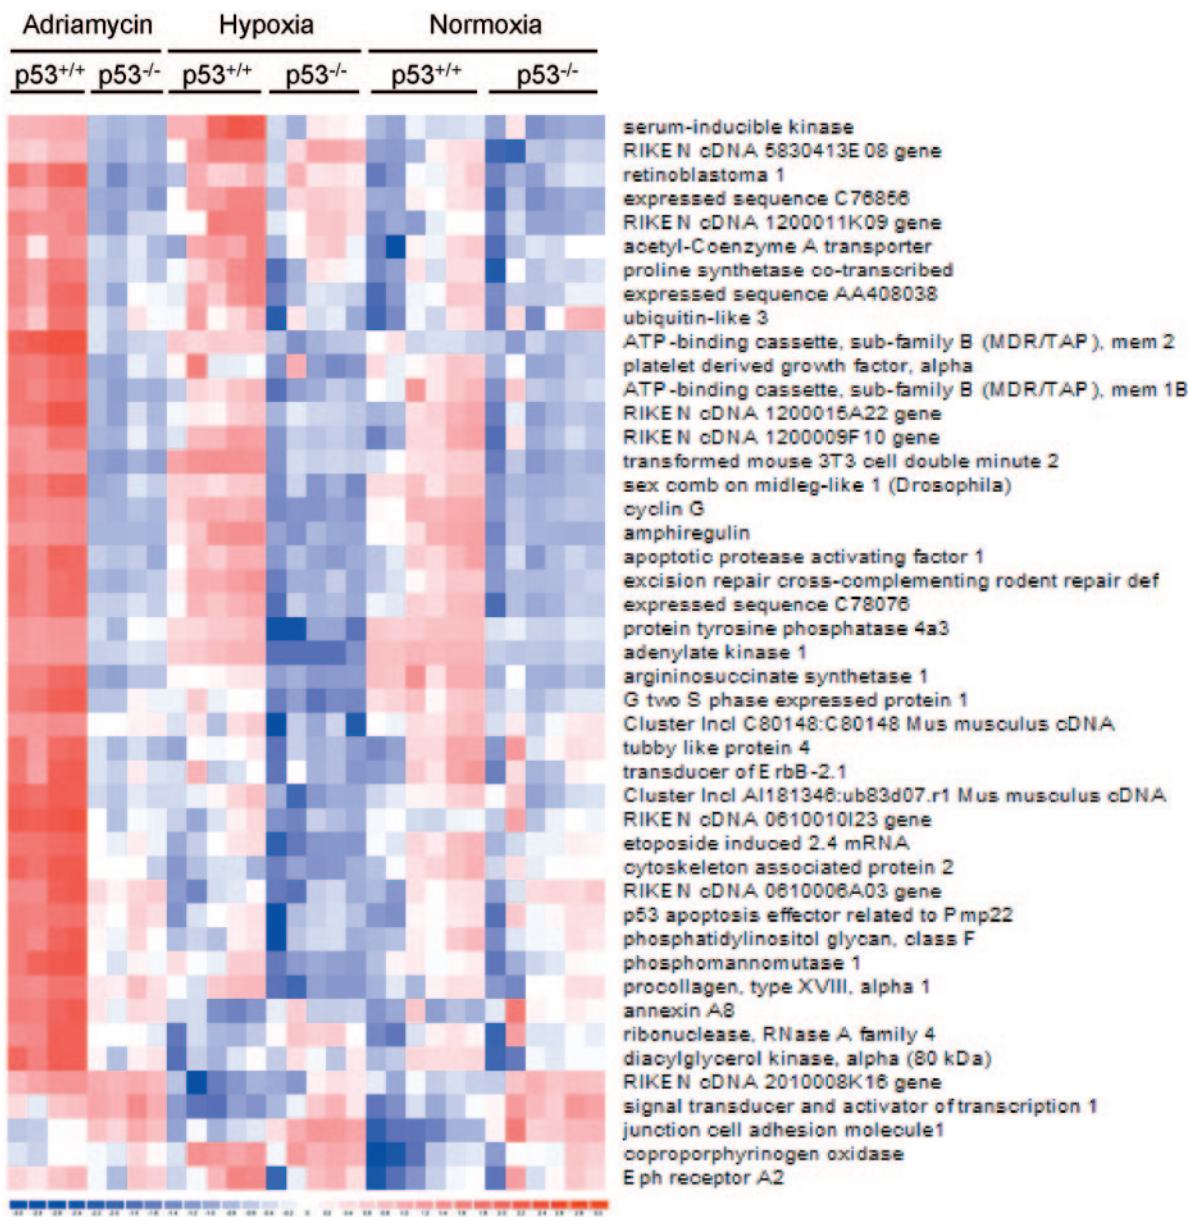 Adriamycin Hypoxia Normoxia
p53+/+ p53-/- p53+/+ p53-/- p53+/+ p53-/-
serum-inducible kinase
RIKEN cDNA 5830413E08 gene
retinoblastoma 1
expressed sequence C76856
RIKEN cDNA 1200011K09 gene
acetyl-Coenzyme A transporter
proline synthetase co-transcribed
expressed sequence AA408038
ubiquitin-like 3
ATP-binding cassette, sub-family B (MDR/TAP), mem 2
platelet derived growth factor, alpha
ATP-binding cassette, sub-family B (MDR/TAP), mem 1B
RIKEN cDNA 1200015A22 gene
RIKEN cDNA 1200009F10 gene
transformed mouse 3T3 cell double minute 2
sex comb on midleg-like 1 (Drosophila)
cyclin G
amphiregulin
apoptotic protease activating factor 1
excision repair cross-complementing rodent repair def
expressed sequence C78076
protein tyrosine phosphatase 4a3
adenylate kinase 1
argininosuccinate synthetase 1
G two S phase expressed protein 1
Cluster Incl C80148:C80148 Mus musculus cDNA
tubby like protein 4
transducer of ErbB-2.1
Cluster Incl AI181346:ub83d07.r1 Mus musculus cDNA
RIKEN cDNA 0610010I23 gene
etoposide induced 2.4 mRNA
cytoskeleton associated protein 2
RIKEN cDNA 0610006A03 gene
p53 apoptosis effector related to Pmp22
phosphatidylinositol glycan, class F
phosphomannomutase 1
procollagen, type XVIII, alpha 1
annexin A8
ribonuclease, RNase A family 4
diacylglycerol kinase, alpha (80 kDa)
RIKEN cDNA 2010008K16 gene
signal transducer and activator of transcription 1
junction cell adhesion molecule1
coproporphyrinogen oxidase
Eph receptor A2